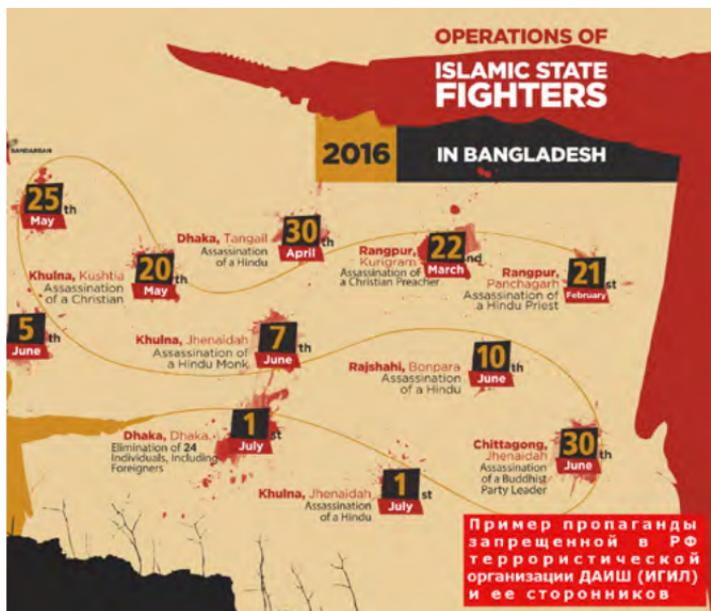 OPERATIONS OF
ISLAMIC STATE
FIGHTERS
2016
IN BANGLADESH
BANDARBAN
25th
May
Khulna, Kushtia
Assassination
of a Christian
20th
May
Dhaka, Tangail
Assassination
of a Hindu
30th
April
Rangpur,
Kurigram
Assassination of
a Christian Preacher
22nd
March
Rangpur,
Panchagarh
Assassination of
a Hindu Priest
21st
February
5th
June
Khulna, Jhenaidah
Assassination of
a Hindu Monk
7th
June
Rajshahi, Bonpara
Assassination
of a Hindu
10th
June
Dhaka, Dhaka.
Elimination of 24
Individuals, Including
Foreigners
1st
July
Khulna, Jhenaidah
Assassination
of a Hindu
1st
July
Chittagong,
Jhenaidah
Assassination
of a Buddhist
Party Leader
30th
June
Пример пропаганды
запрещенной в РФ
террористической
организации ДАИШ (ИГИЛ)
и ее сторонников